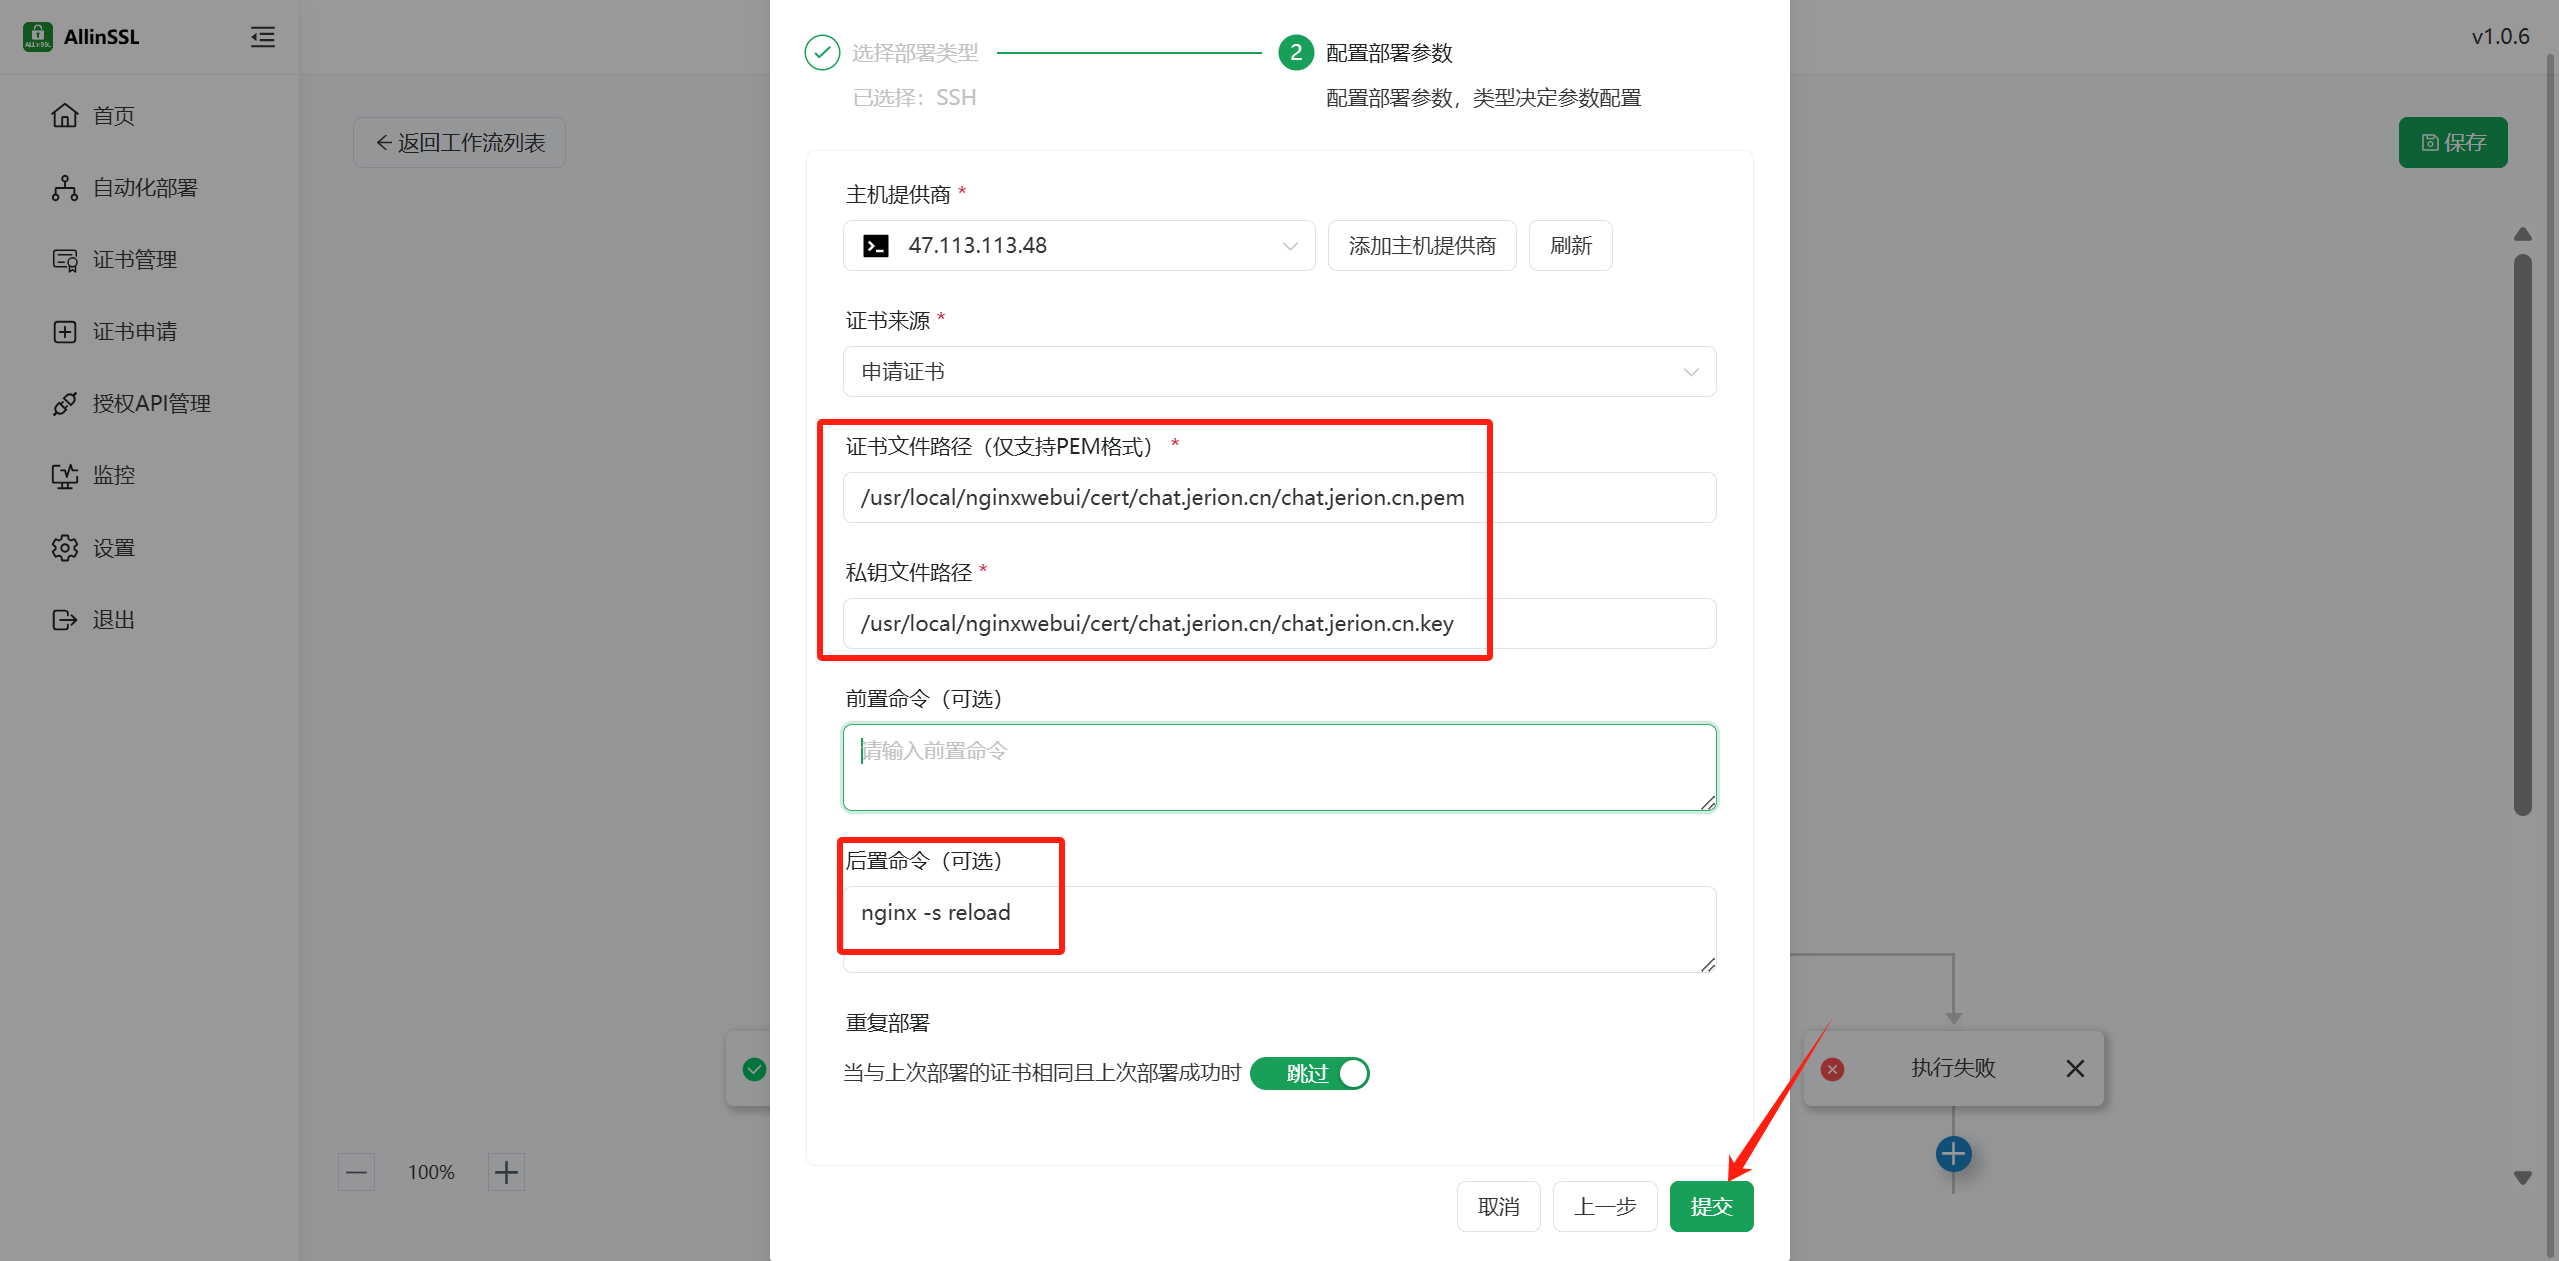 AllinSSL
首页
自动化部署
证书管理
证书申请
授权API管理
监控
设置
退出
v1.0.6
返回工作流列表
保存
选择部署类型
已选择：SSH
2
配置部署参数
配置部署参数，类型决定参数配置
主机提供商 *
47.113.113.48
添加主机提供商
刷新
证书来源 *
申请证书
证书文件路径（仅支持PEM格式） *
/usr/local/nginxwebui/cert/chat.jerion.cn/chat.jerion.cn.pem
私钥文件路径 *
/usr/local/nginxwebui/cert/chat.jerion.cn/chat.jerion.cn.key
前置命令（可选）
请输入前置命令
后置命令（可选）
nginx -s reload
重复部署
当与上次部署的证书相同且上次部署成功时 跳过
执行失败
100%
取消
上一步
提交